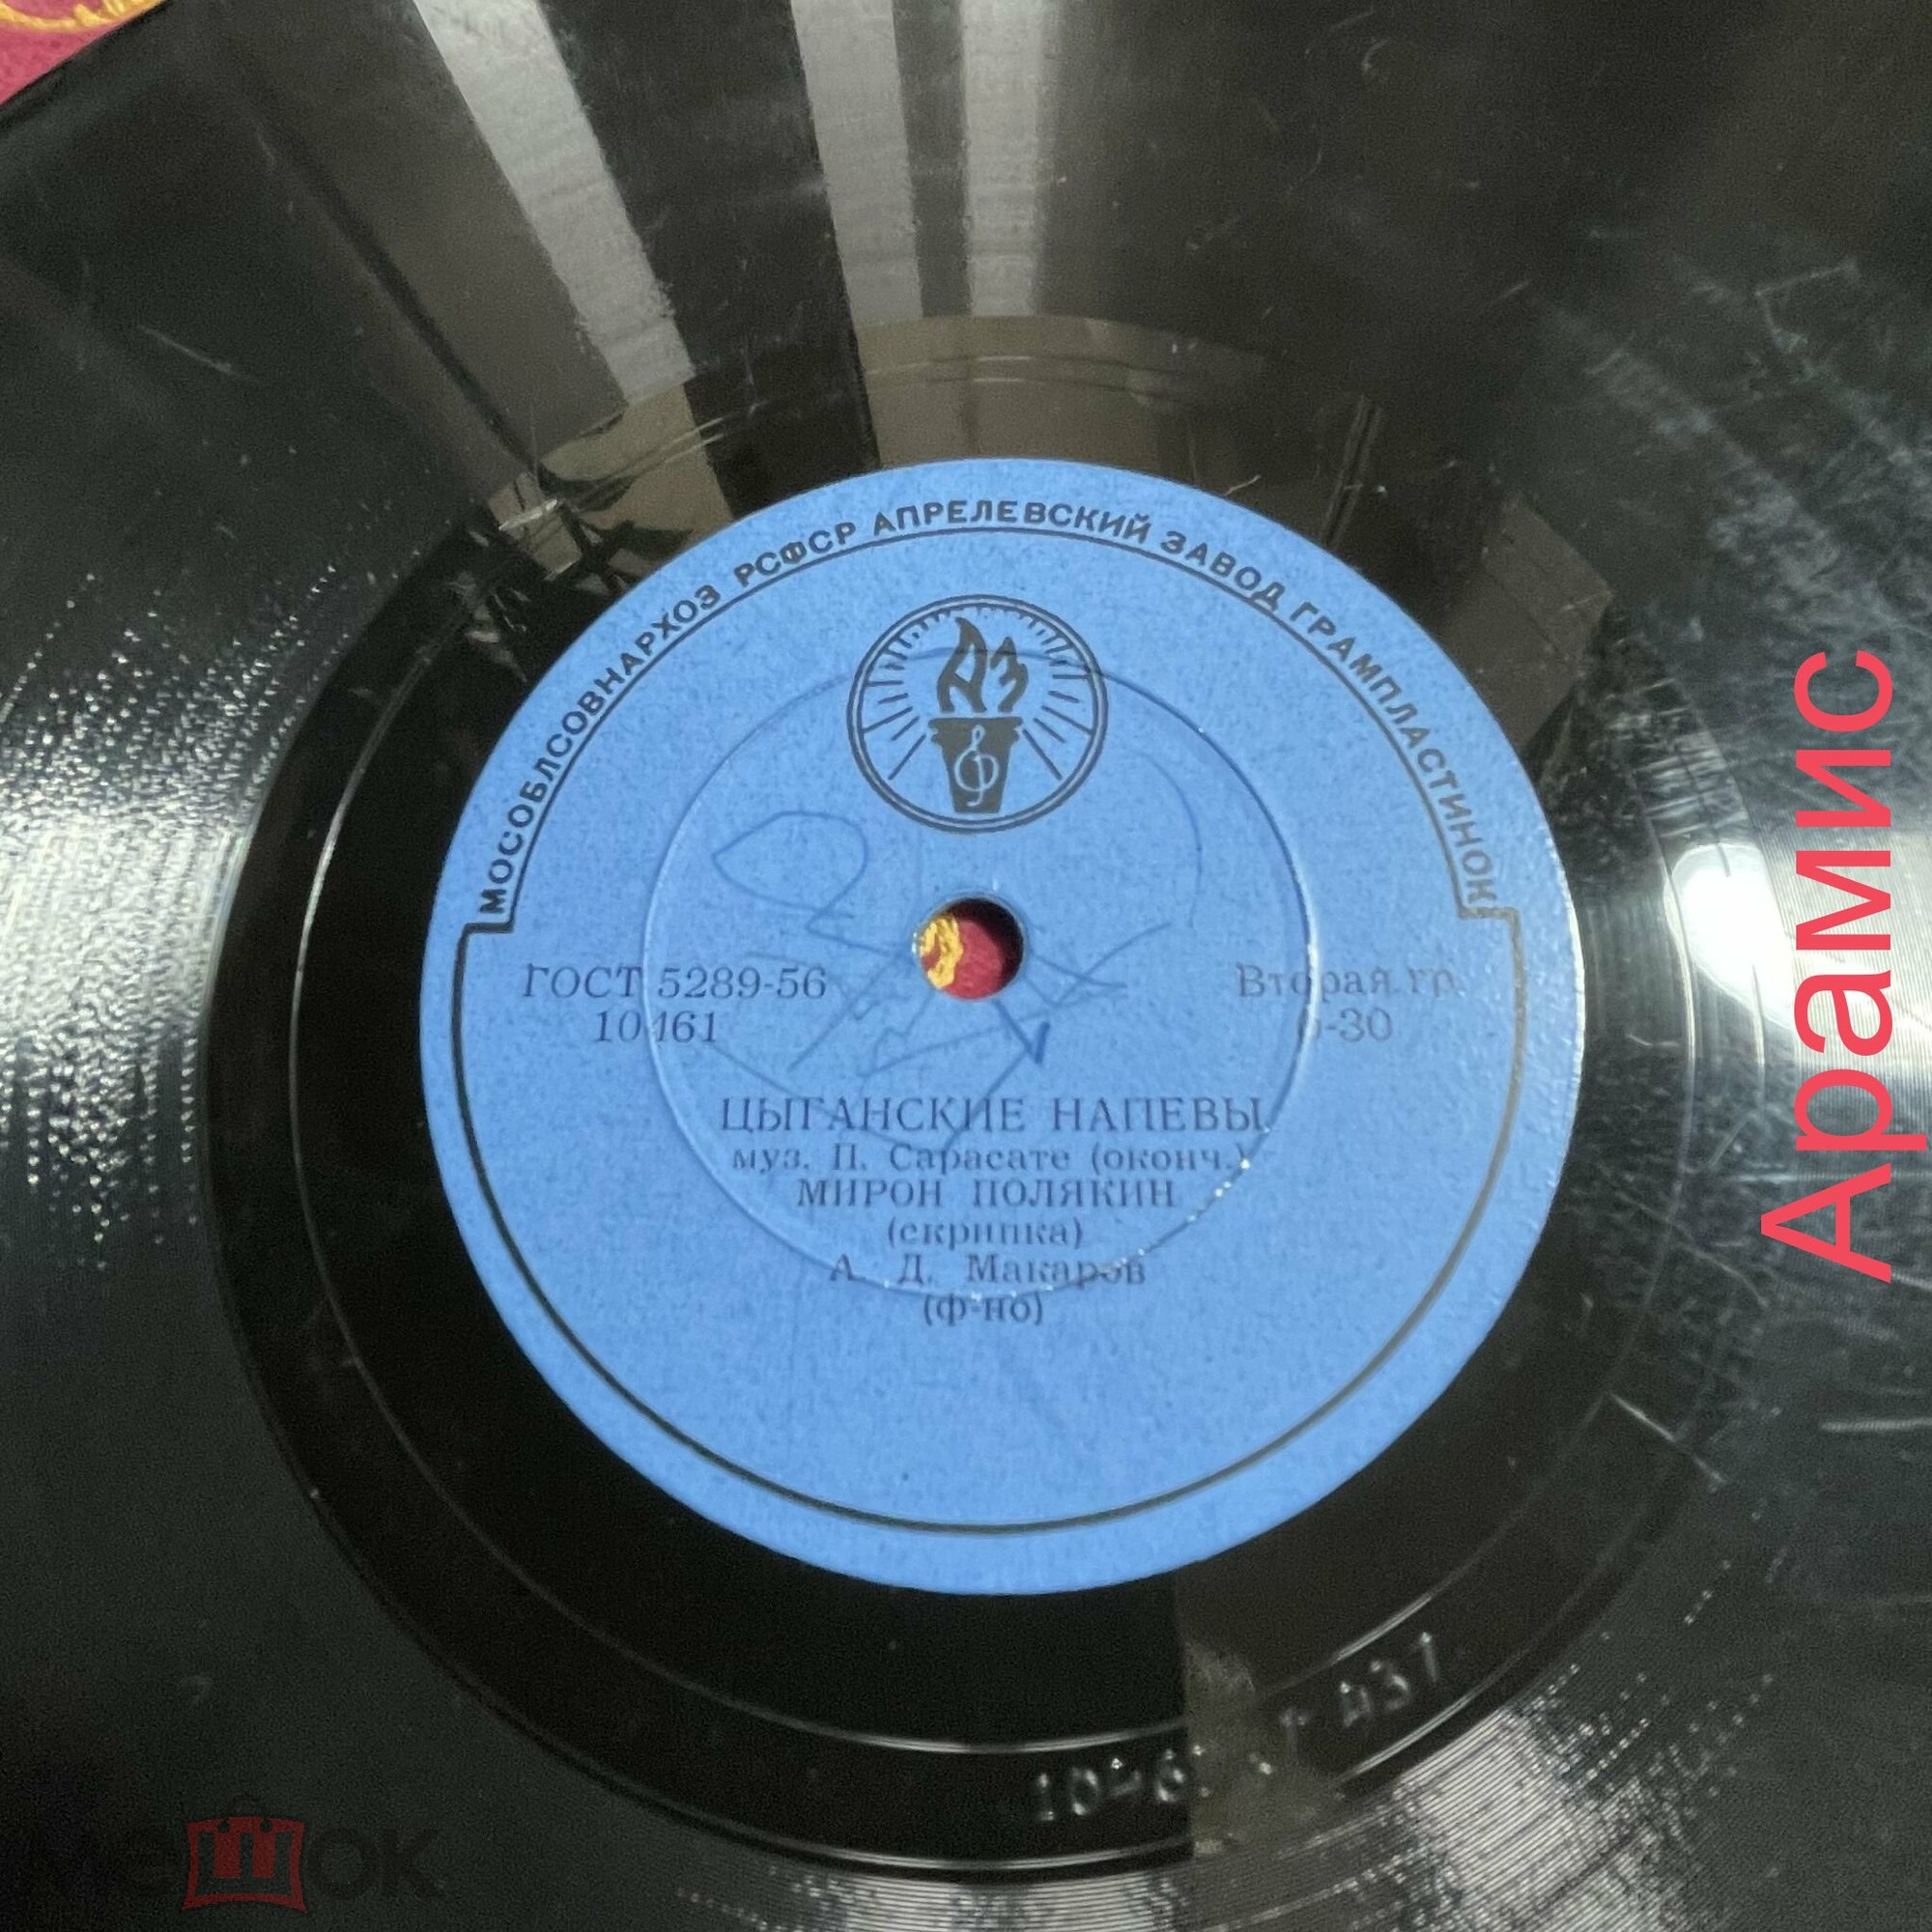 МОСОБЛСОВНАРХОЗ РСФСР АПРЕЛЕВСКИЙ ЗАВОД ГРАМПЛАСТИНОК
АЗ
ГОСТ 5289-56
Вторая гр.
10461
6-30
ЦЫГАНСКИЕ НАПЕВЫ
муз. П. Сарасате (оконч.)
МИРОН ПОЛЯКИН
(скрипка)
А. Д. Макаров
(ф-но)
Арамис
мешок